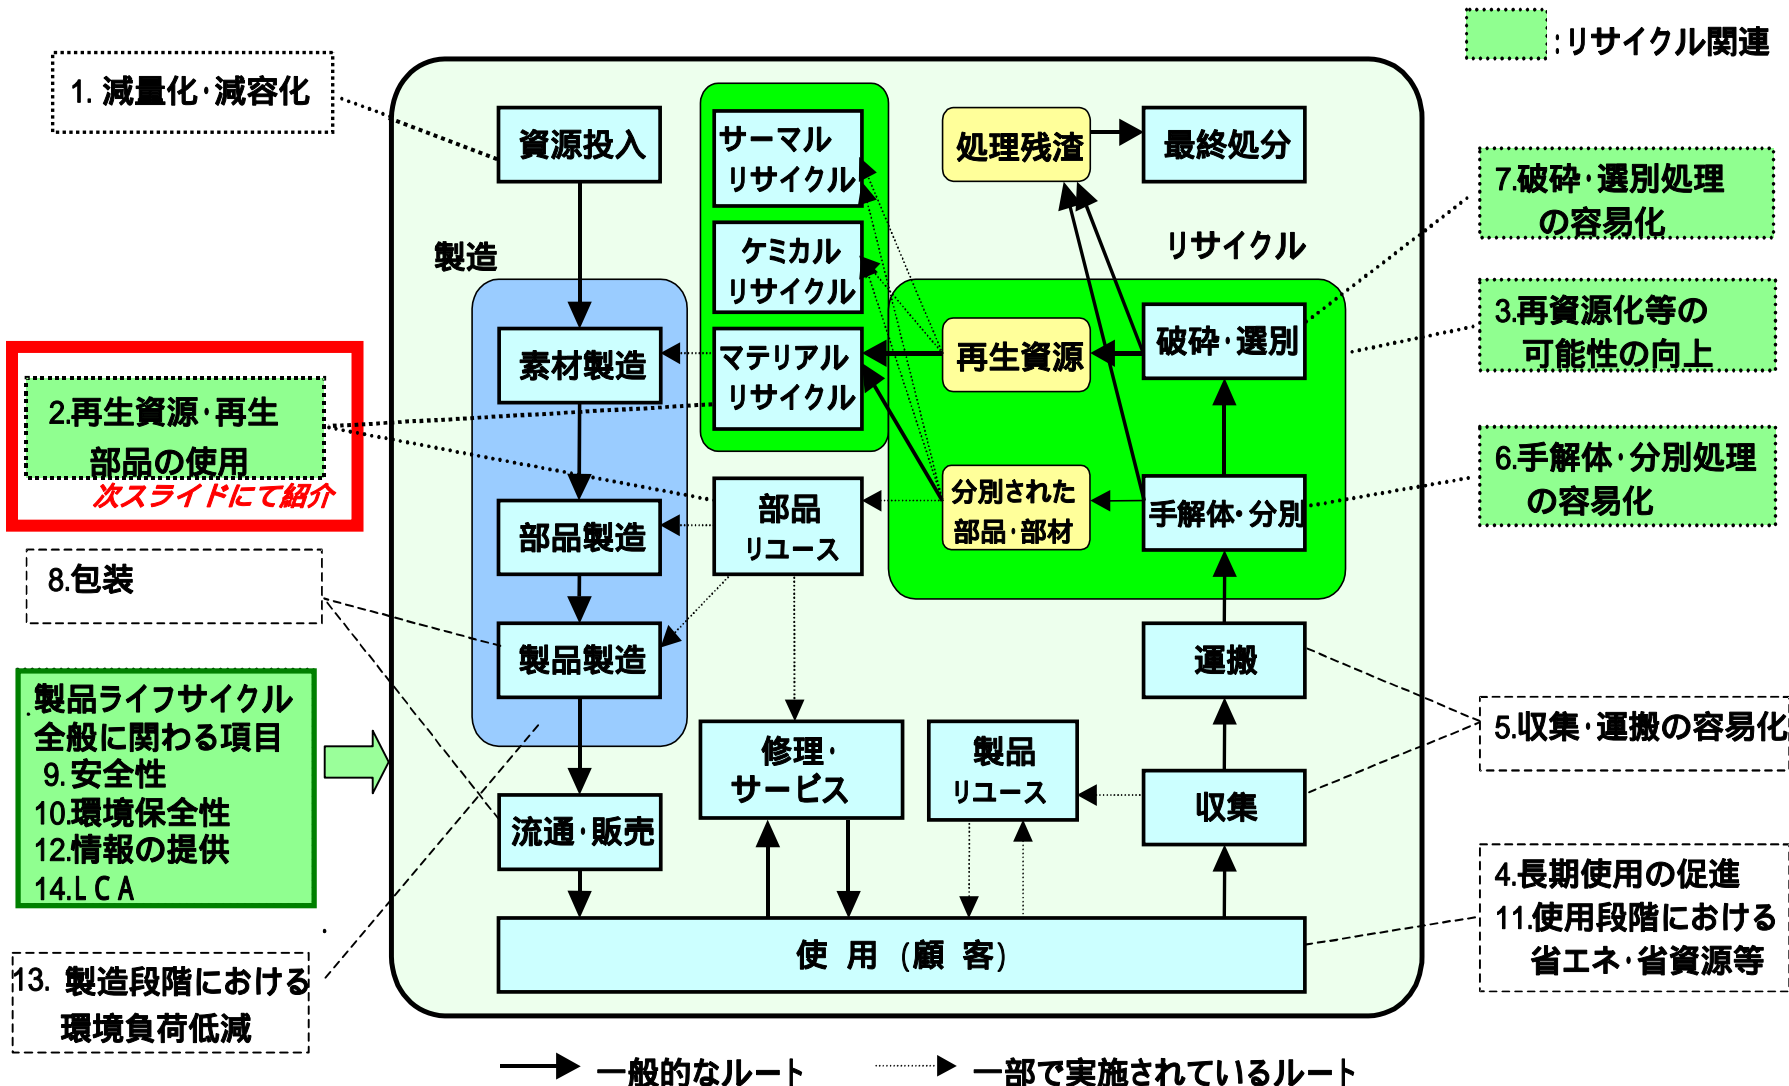 :リサイクル関連
1. 減量化・減容化
資源投入
サーマル
リサイクル
処理残渣
最終処分
7.破砕・選別処理
の容易化
製造
ケミカル
リサイクル
リサイクル
素材製造
マテリアル
リサイクル
再生資源
破砕・選別
3.再資源化等の
可能性の向上
2.再生資源・再生
部品の使用
次スライドにて紹介
部品製造
部品
リユース
分別された
部品・部材
手解体・分別
6.手解体・分別処理
の容易化
8.包装
製品製造
運搬
製品ライフサイクル
全般に関わる項目
9.安全性
10.環境保全性
12.情報の提供
14.LCA
修理・
サービス
製品
リユース
収集
5.収集・運搬の容易化
流通・販売
4.長期使用の促進
11.使用段階における
省エネ・省資源等
使 用 (顧 客)
13. 製造段階における
環境負荷低減
一般的なルート
一部で実施されているルート